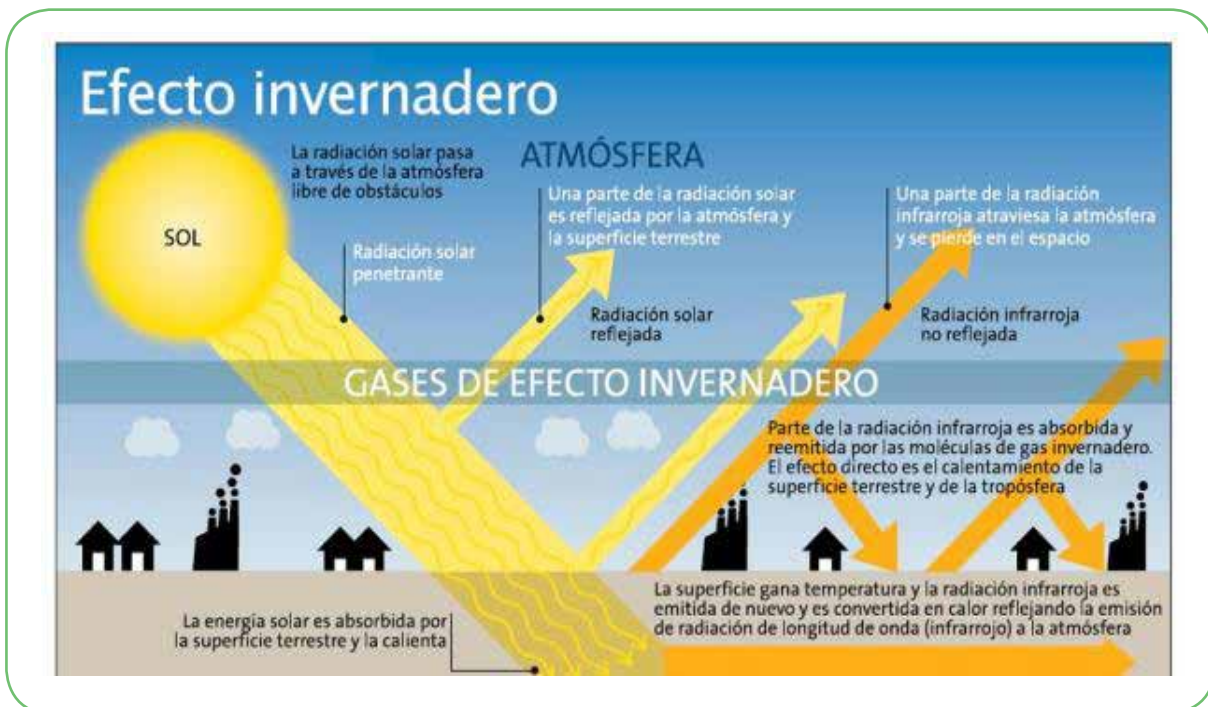 Efecto invernadero
SOL
La radiación solar pasa
a través de la atmósfera
libre de obstáculos
ATMÓSFERA
Radiación solar
penetrante
Una parte de la radiación solar
es reflejada por la atmósfera y
la superficie terrestre
Radiación solar
reflejada
Una parte de la radiación
infrarroja atraviesa la atmósfera
y se pierde en el espacio
Radiación infrarroja
no reflejada
GASES DE EFECTO INVERNADERO
Parte de la radiación infrarroja es absorbida y
reemitida por las moléculas de gas invernadero.
El efecto directo es el calentamiento de la
superficie terrestre y de la tropósfera
La energía solar es absorbida por
la superficie terrestre y la calienta
La superficie gana temperatura y la radiación infrarroja es
emitida de nuevo y es convertida en calor reflejando la emisión
de radiación de longitud de onda (infrarrojo) a la atmósfera